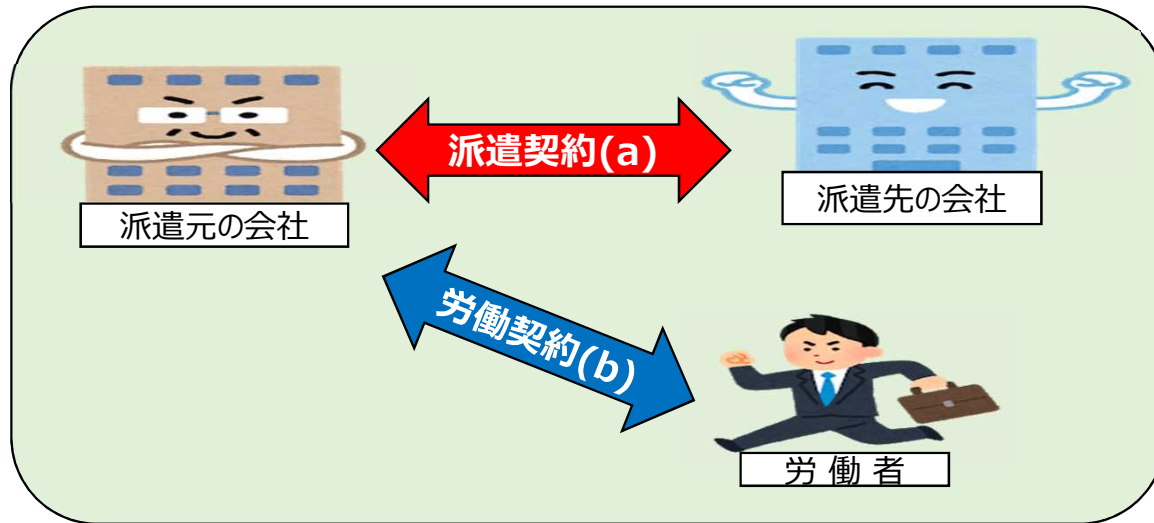 派遣契約(a)
派遣元の会社
派遣先の会社
労働契約(b)
労 働 者